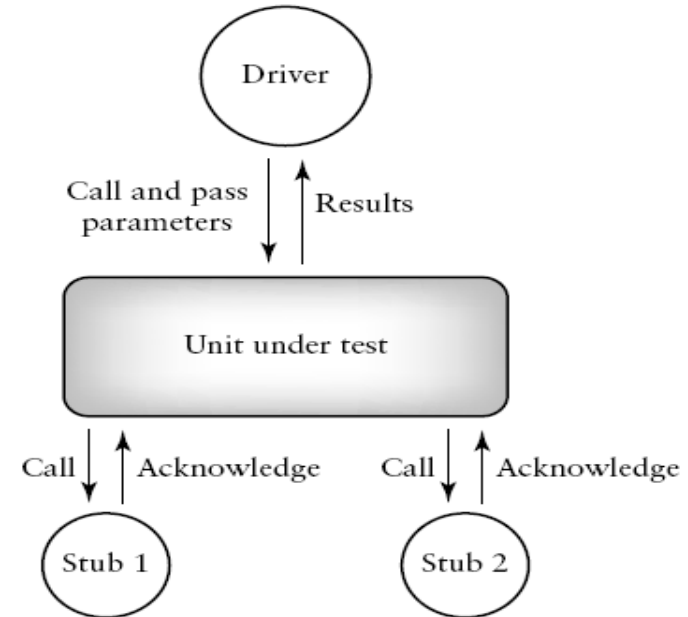 Driver
Call and pass
parameters
Results
Unit under test
Call
Acknowledge
Call
Acknowledge
Stub 1
Stub 2